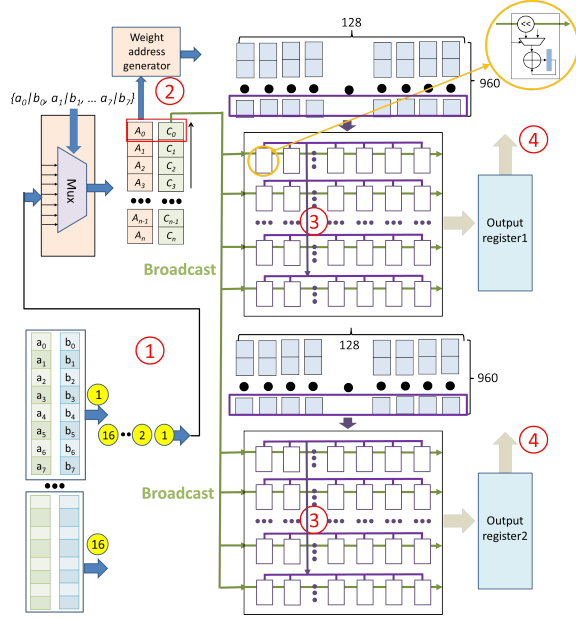 Weight
address
generator
2
{a0|b0, a1|b1, ... a7|b7}
Mux
A0 C0
A1 C1
A2 C2
A3 C3
An-1 Cn-1
An Cn
Broadcast
128
960
<<
3
4
Output
register1
1
a0 b0
a1 b1
a2 b2
a3 b3
a4 b4
a5 b5
a6 b6
a7 b7
1
16 2 1
16
Broadcast
128
960
3
4
Output
register2